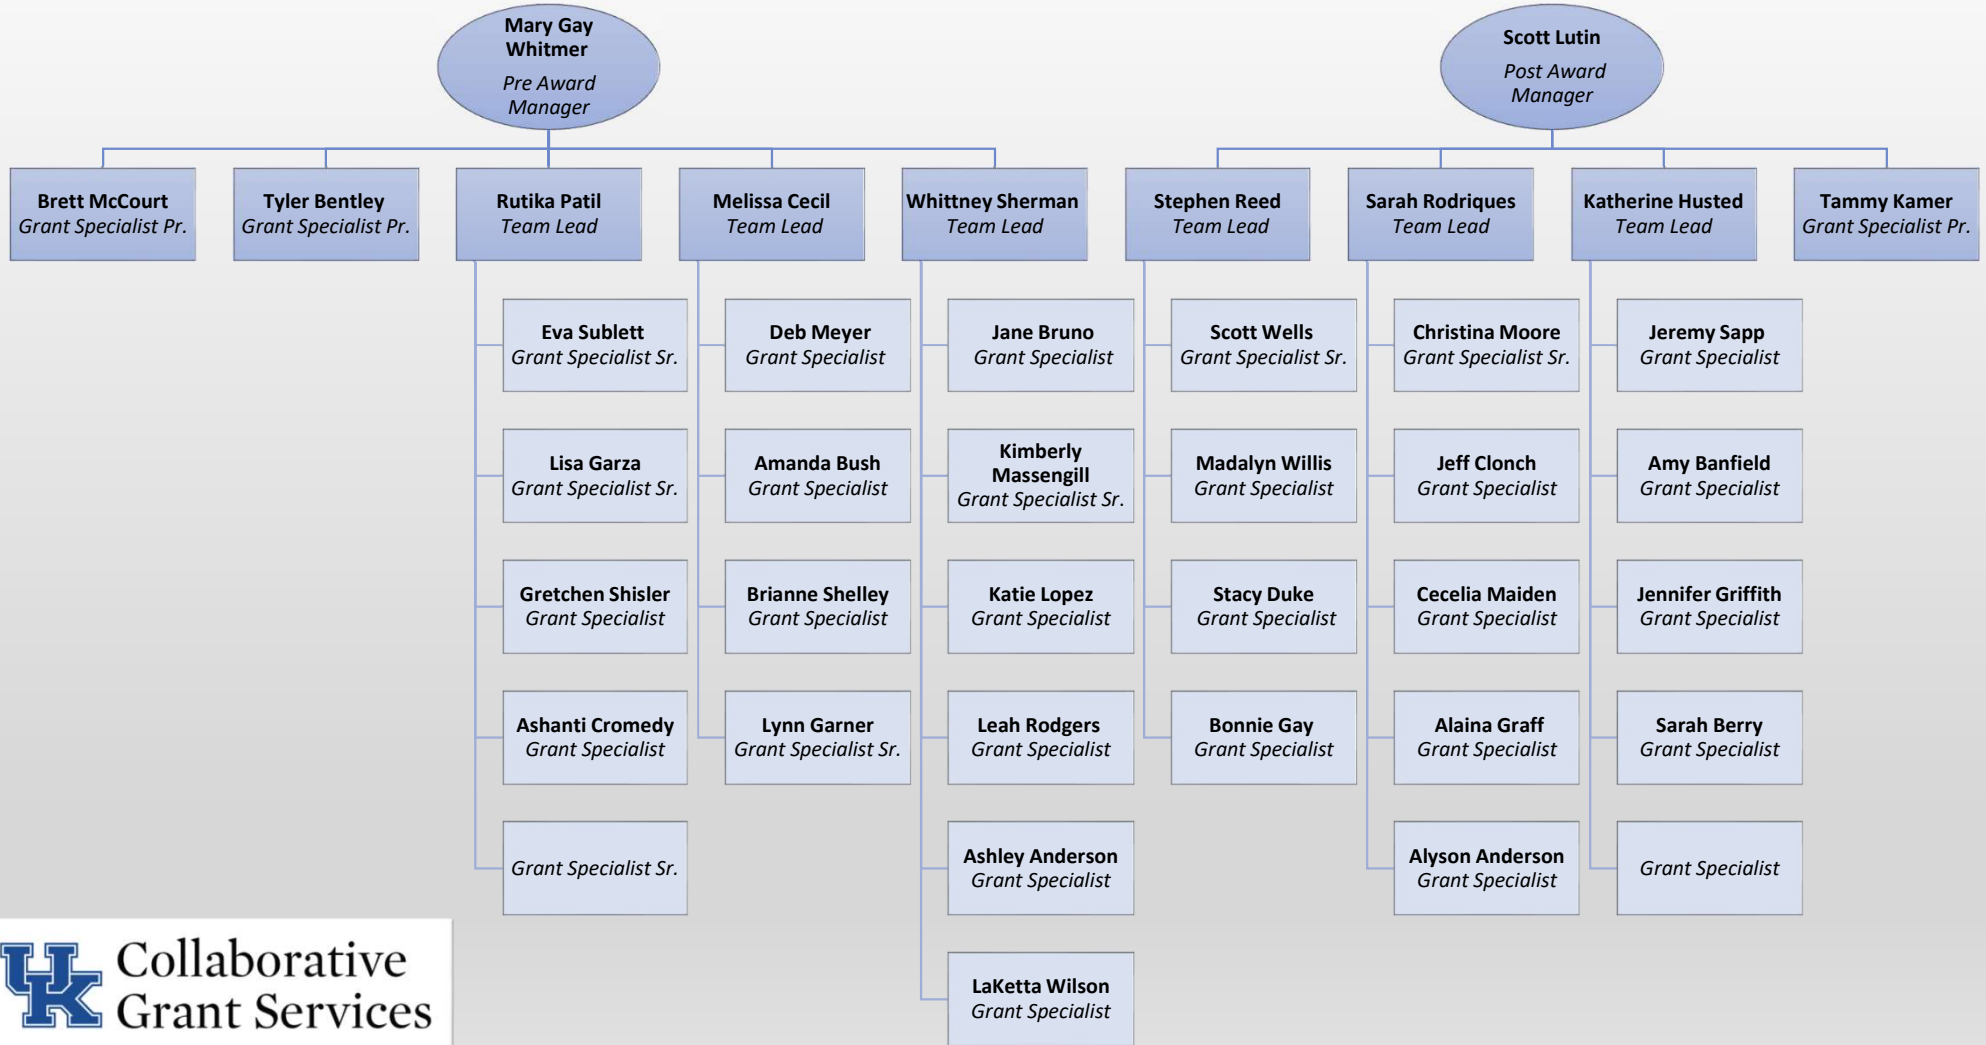 Mary Gay
Whitmer
Pre Award
Manager
Scott Lutin
Post Award
Manager
Brett McCourt
Grant Specialist Pr.
Tyler Bentley
Grant Specialist Pr.
Rutika Patil
Team Lead
Melissa Cecil
Team Lead
Whittney Sherman
Team Lead
Stephen Reed
Team Lead
Sarah Rodriques
Team Lead
Katherine Husted
Team Lead
Tammy Kamer
Grant Specialist Pr.
Eva Sublett
Grant Specialist Sr.
Lisa Garza
Grant Specialist Sr.
Gretchen Shisler
Grant Specialist
Ashanti Cromedy
Grant Specialist
Grant Specialist Sr.
Deb Meyer
Grant Specialist
Amanda Bush
Grant Specialist
Brianne Shelley
Grant Specialist
Lynn Garner
Grant Specialist Sr.
Jane Bruno
Grant Specialist
Kimberly
Massengill
Grant Specialist Sr.
Katie Lopez
Grant Specialist
Leah Rodgers
Grant Specialist
Ashley Anderson
Grant Specialist
LaKetta Wilson
Grant Specialist
Scott Wells
Grant Specialist Sr.
Madalyn Willis
Grant Specialist
Stacy Duke
Grant Specialist
Bonnie Gay
Grant Specialist
Christina Moore
Grant Specialist Sr.
Jeff Clonch
Grant Specialist
Cecelia Maiden
Grant Specialist
Alaina Graff
Grant Specialist
Alyson Anderson
Grant Specialist
Jeremy Sapp
Grant Specialist
Amy Banfield
Grant Specialist
Jennifer Griffith
Grant Specialist
Sarah Berry
Grant Specialist
Grant Specialist
UK
Collaborative
Grant Services